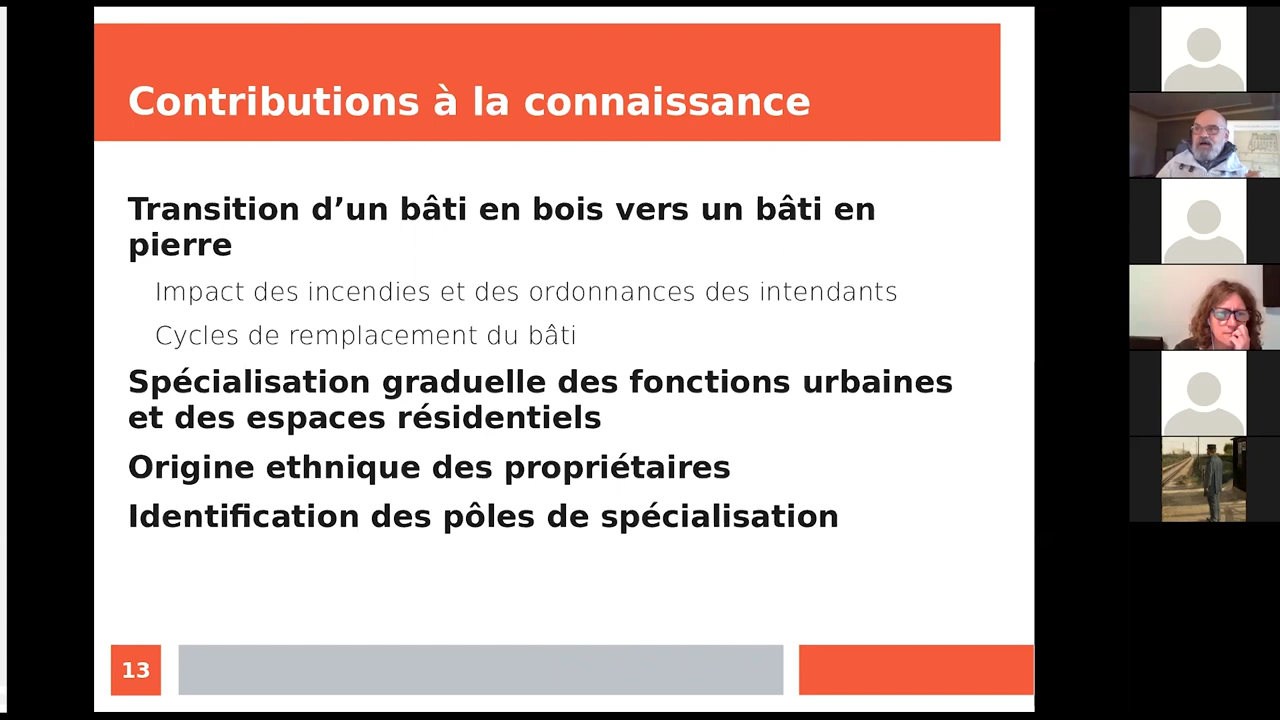 Contributions à la connaissance
Transition d’un bâti en bois vers un bâti en
pierre
Impact des incendies et des ordonnances des intendants
Cycles de remplacement du bâti
Spécialisation graduelle des fonctions urbaines
et des espaces résidentiels
Origine ethnique des propriétaires
Identification des pôles de spécialisation
13